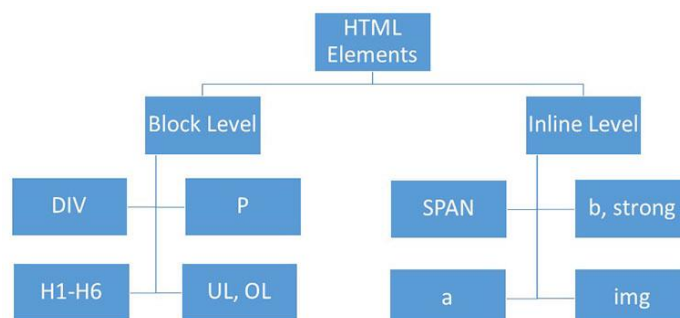 HTML
Elements
Block Level
Inline Level
DIV
P
SPAN
b, strong
H1-H6
UL, OL
a
img